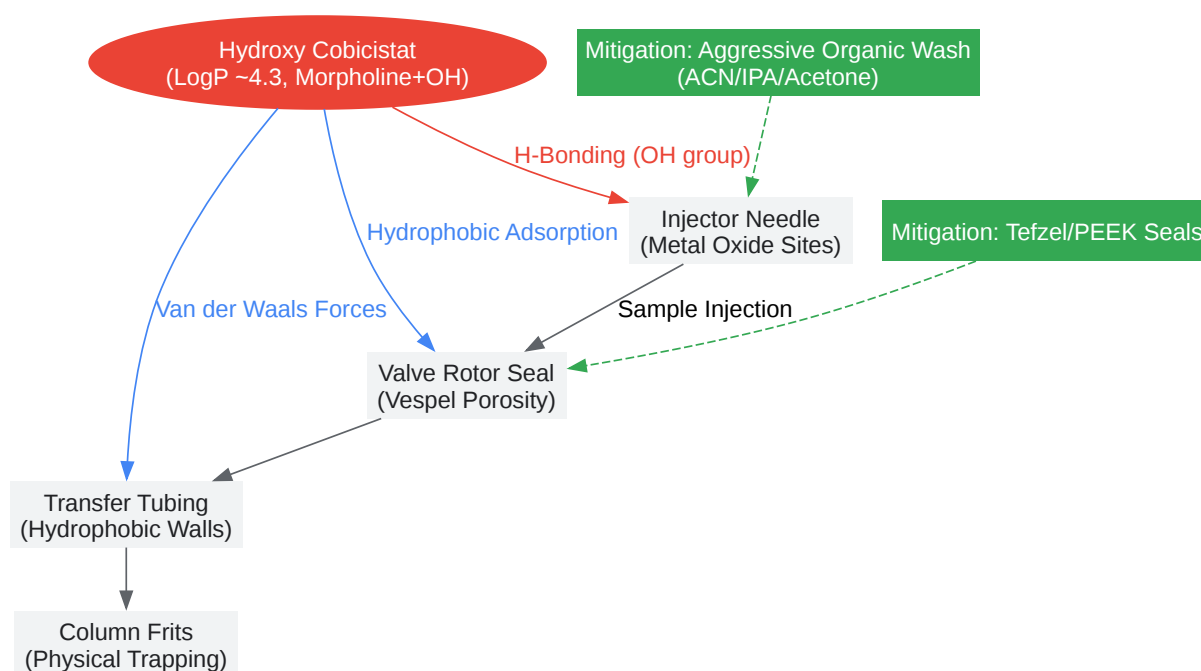 Hydroxy Cobicistat
(LogP ~4.3, Morpholine+OH)
Mitigation: Aggressive Organic Wash
(ACN/IPA/Acetone)
H-Bonding (OH group)
Hydrophobic Adsorption
Injector Needle
(Metal Oxide Sites)
Mitigation: Tefzel/PEEK Seals
Van der Waals Forces
Sample Injection
Valve Rotor Seal
(Vespel Porosity)
Transfer Tubing
(Hydrophobic Walls)
Column Frits
(Physical Trapping)